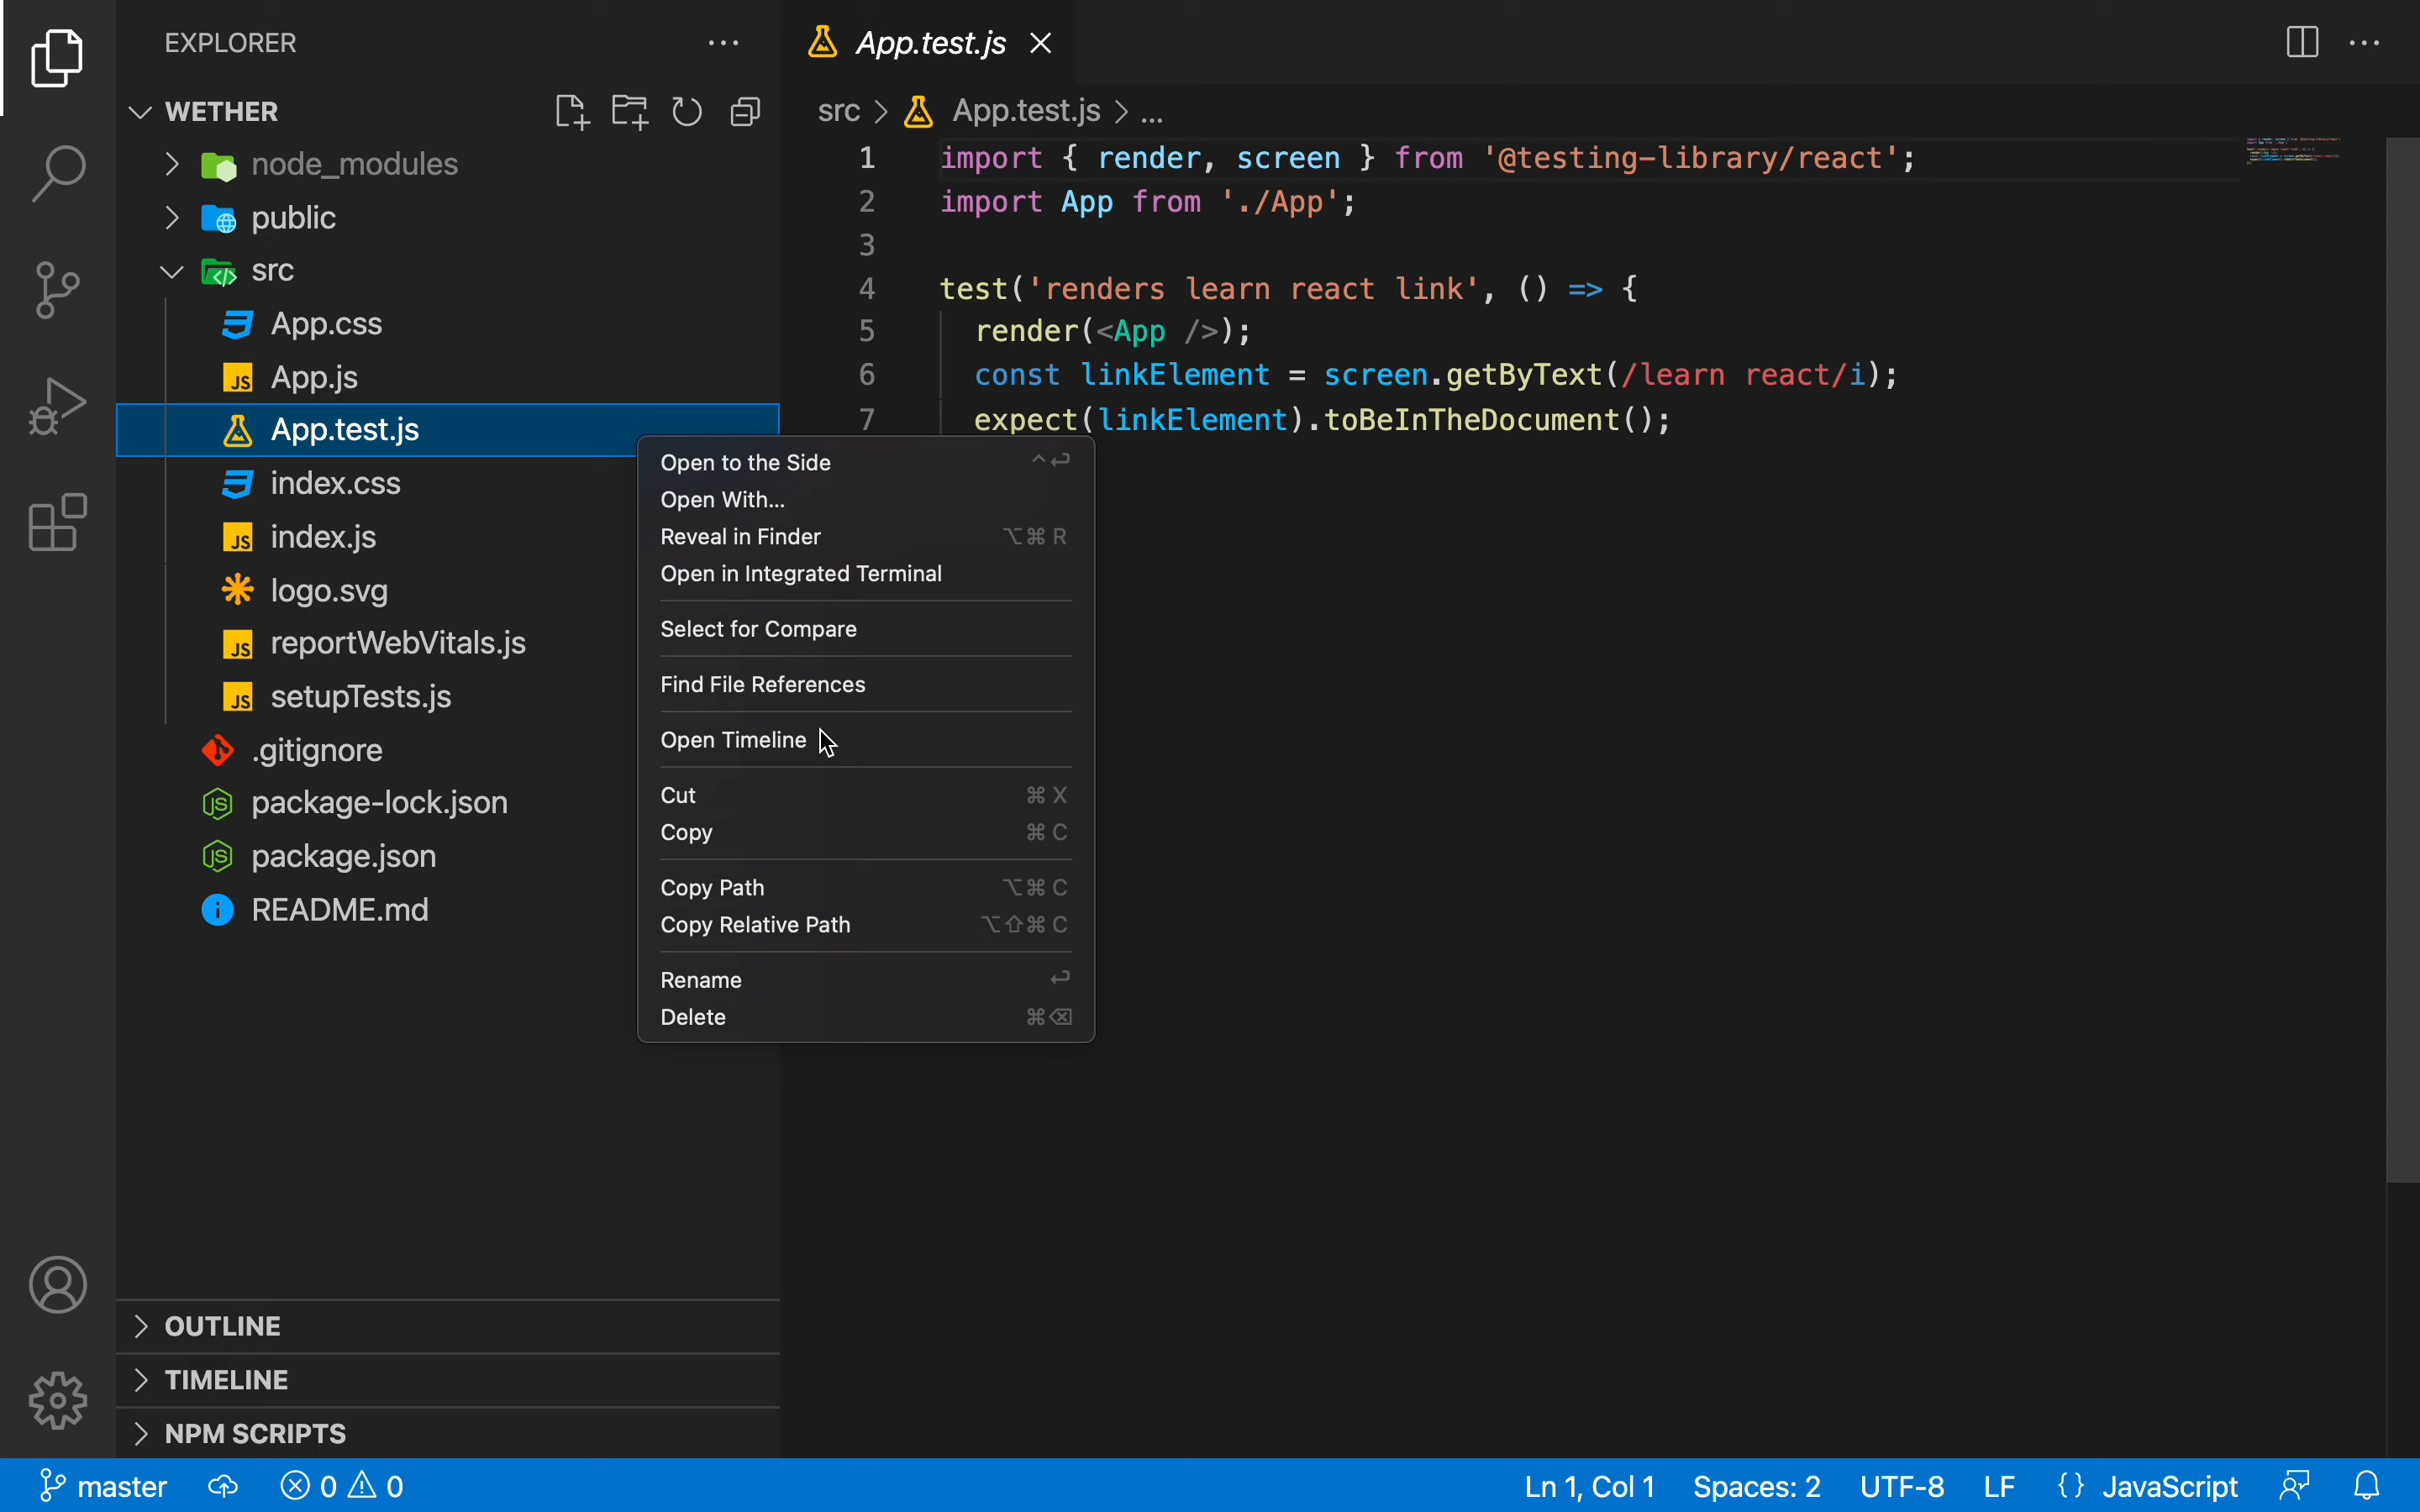 EXPLORER
WETHER
node_modules
public
src
App.css
App.js
App.test.js
index.css
index.js
logo.svg
reportWebVitals.js
setupTests.js
.gitignore
package-lock.json
package.json
README.md
OUTLINE
TIMELINE
NPM SCRIPTS
App.test.js
src > App.test.js > ...
1 import { render, screen } from '@testing-library/react';
2 import App from './App';
3
4 test('renders learn react link', () => {
5 render(<App />);
6 const linkElement = screen.getByText(/learn react/i);
7 expect(linkElement).toBeInTheDocument();
Open to the Side ⌃⏎
Open With...
Reveal in Finder ⌥⌘ R
Open in Integrated Terminal
Select for Compare
Find File References
Open Timeline
Cut ⌘ X
Copy ⌘ C
Copy Path ⌥⌘ C
Copy Relative Path ⌥⇧⌘ C
Rename ⏎
Delete ⌘⌫
master 0 0 Ln 1, Col 1 Spaces: 2 UTF-8 LF {} JavaScript